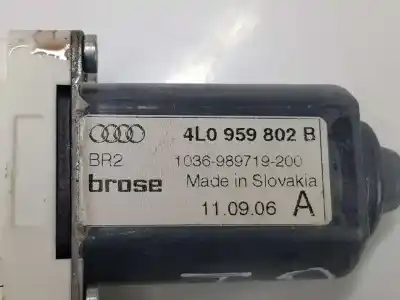 4L0 959 802 B
BR2 1036-989719-200
brose Made in Slovakia
11.09.06 A